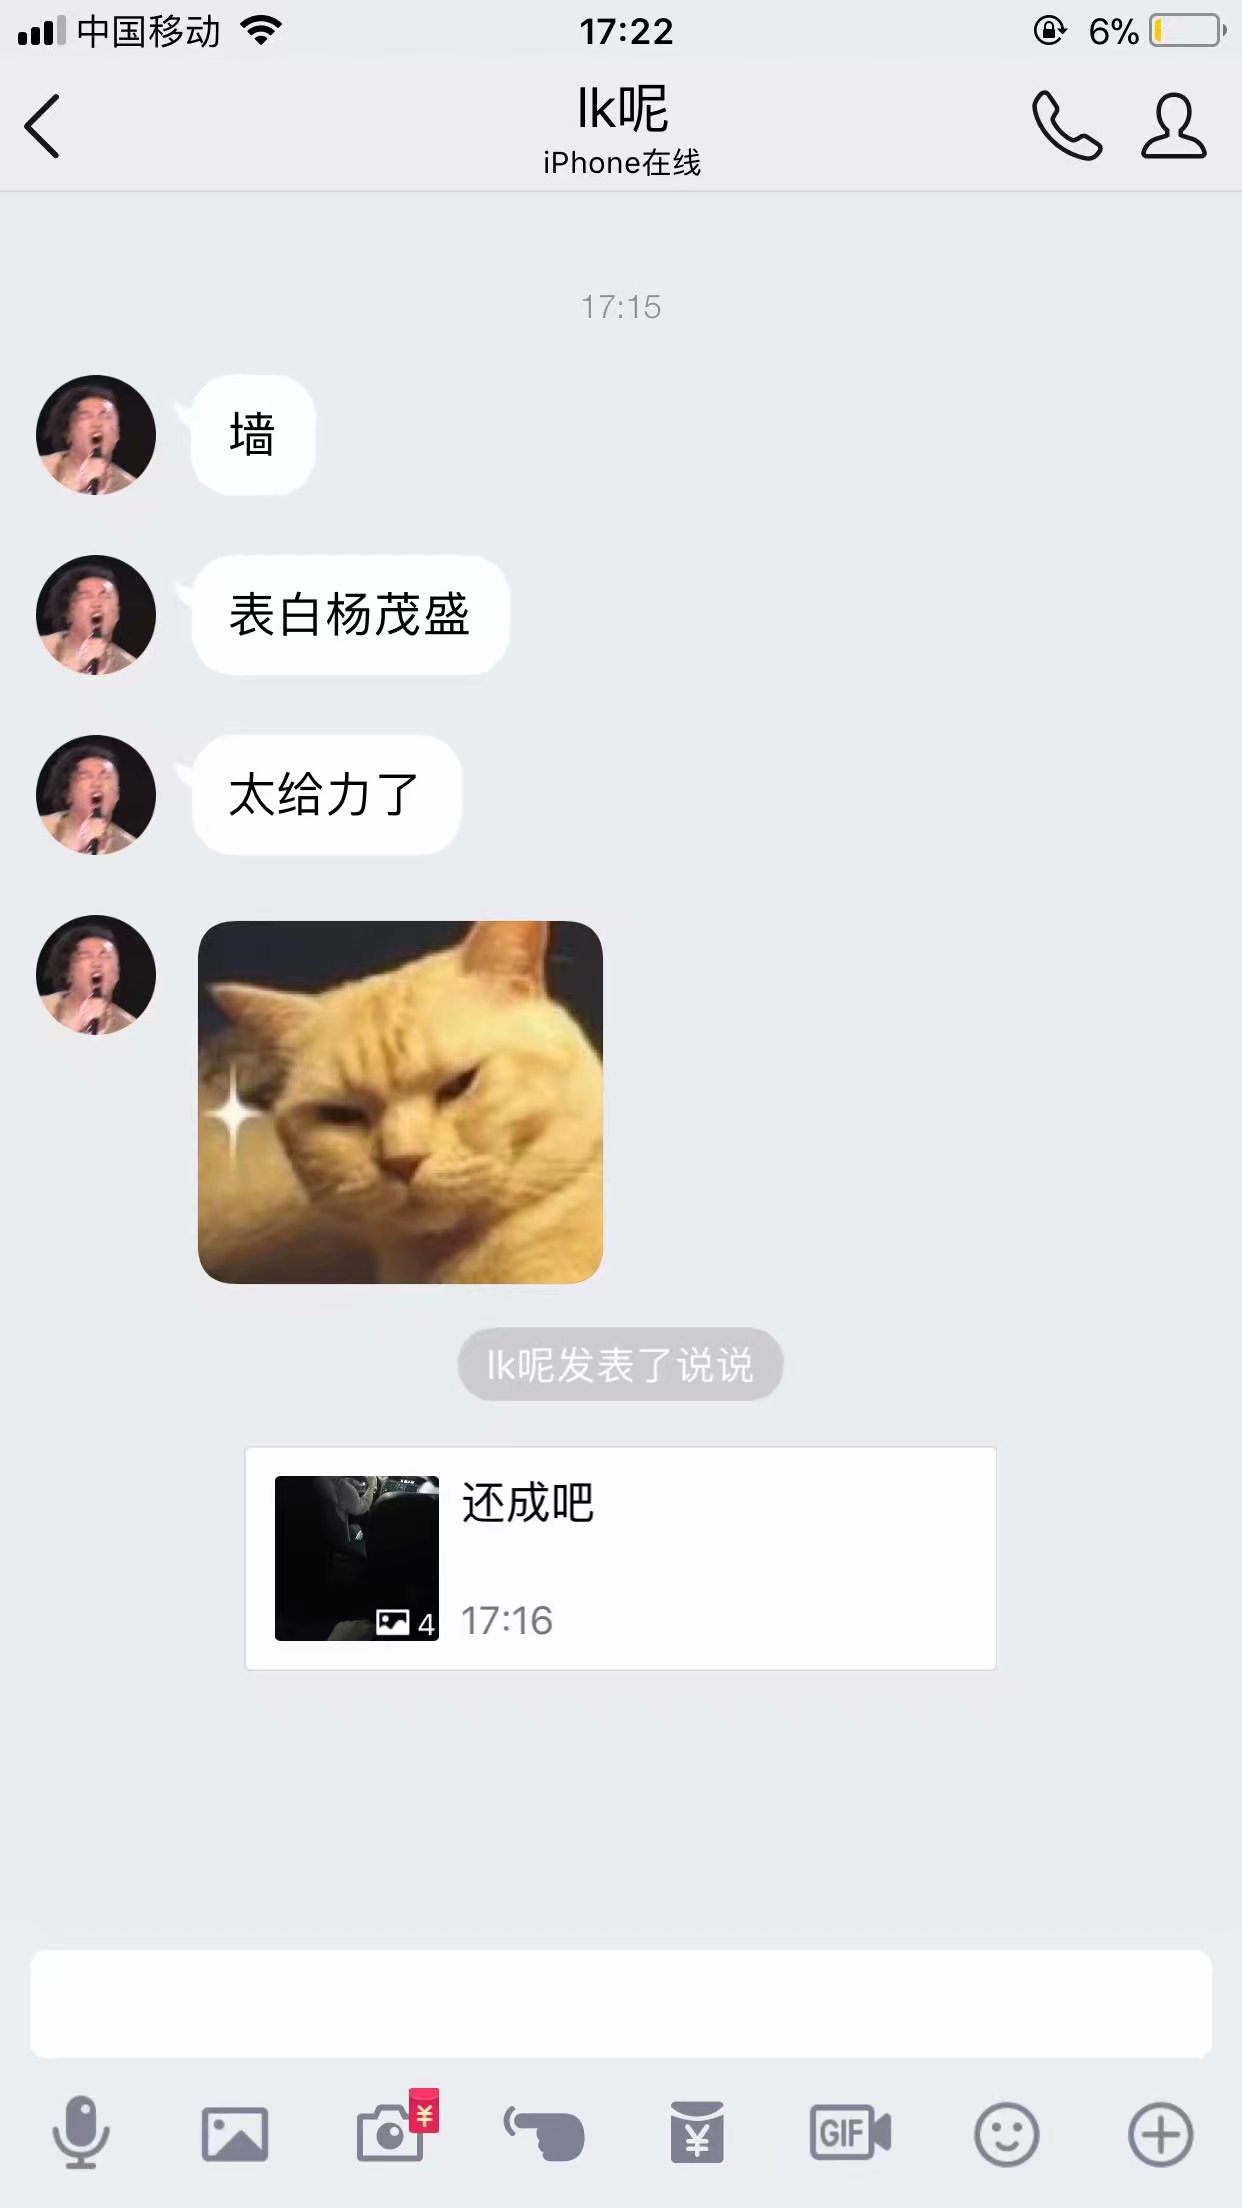 中国移动
17:22
6%
lk呢
iPhone在线
17:15
墙
表白杨茂盛
太给力了
lk呢发表了说说
还成吧
4
17:16
¥
¥
GIF